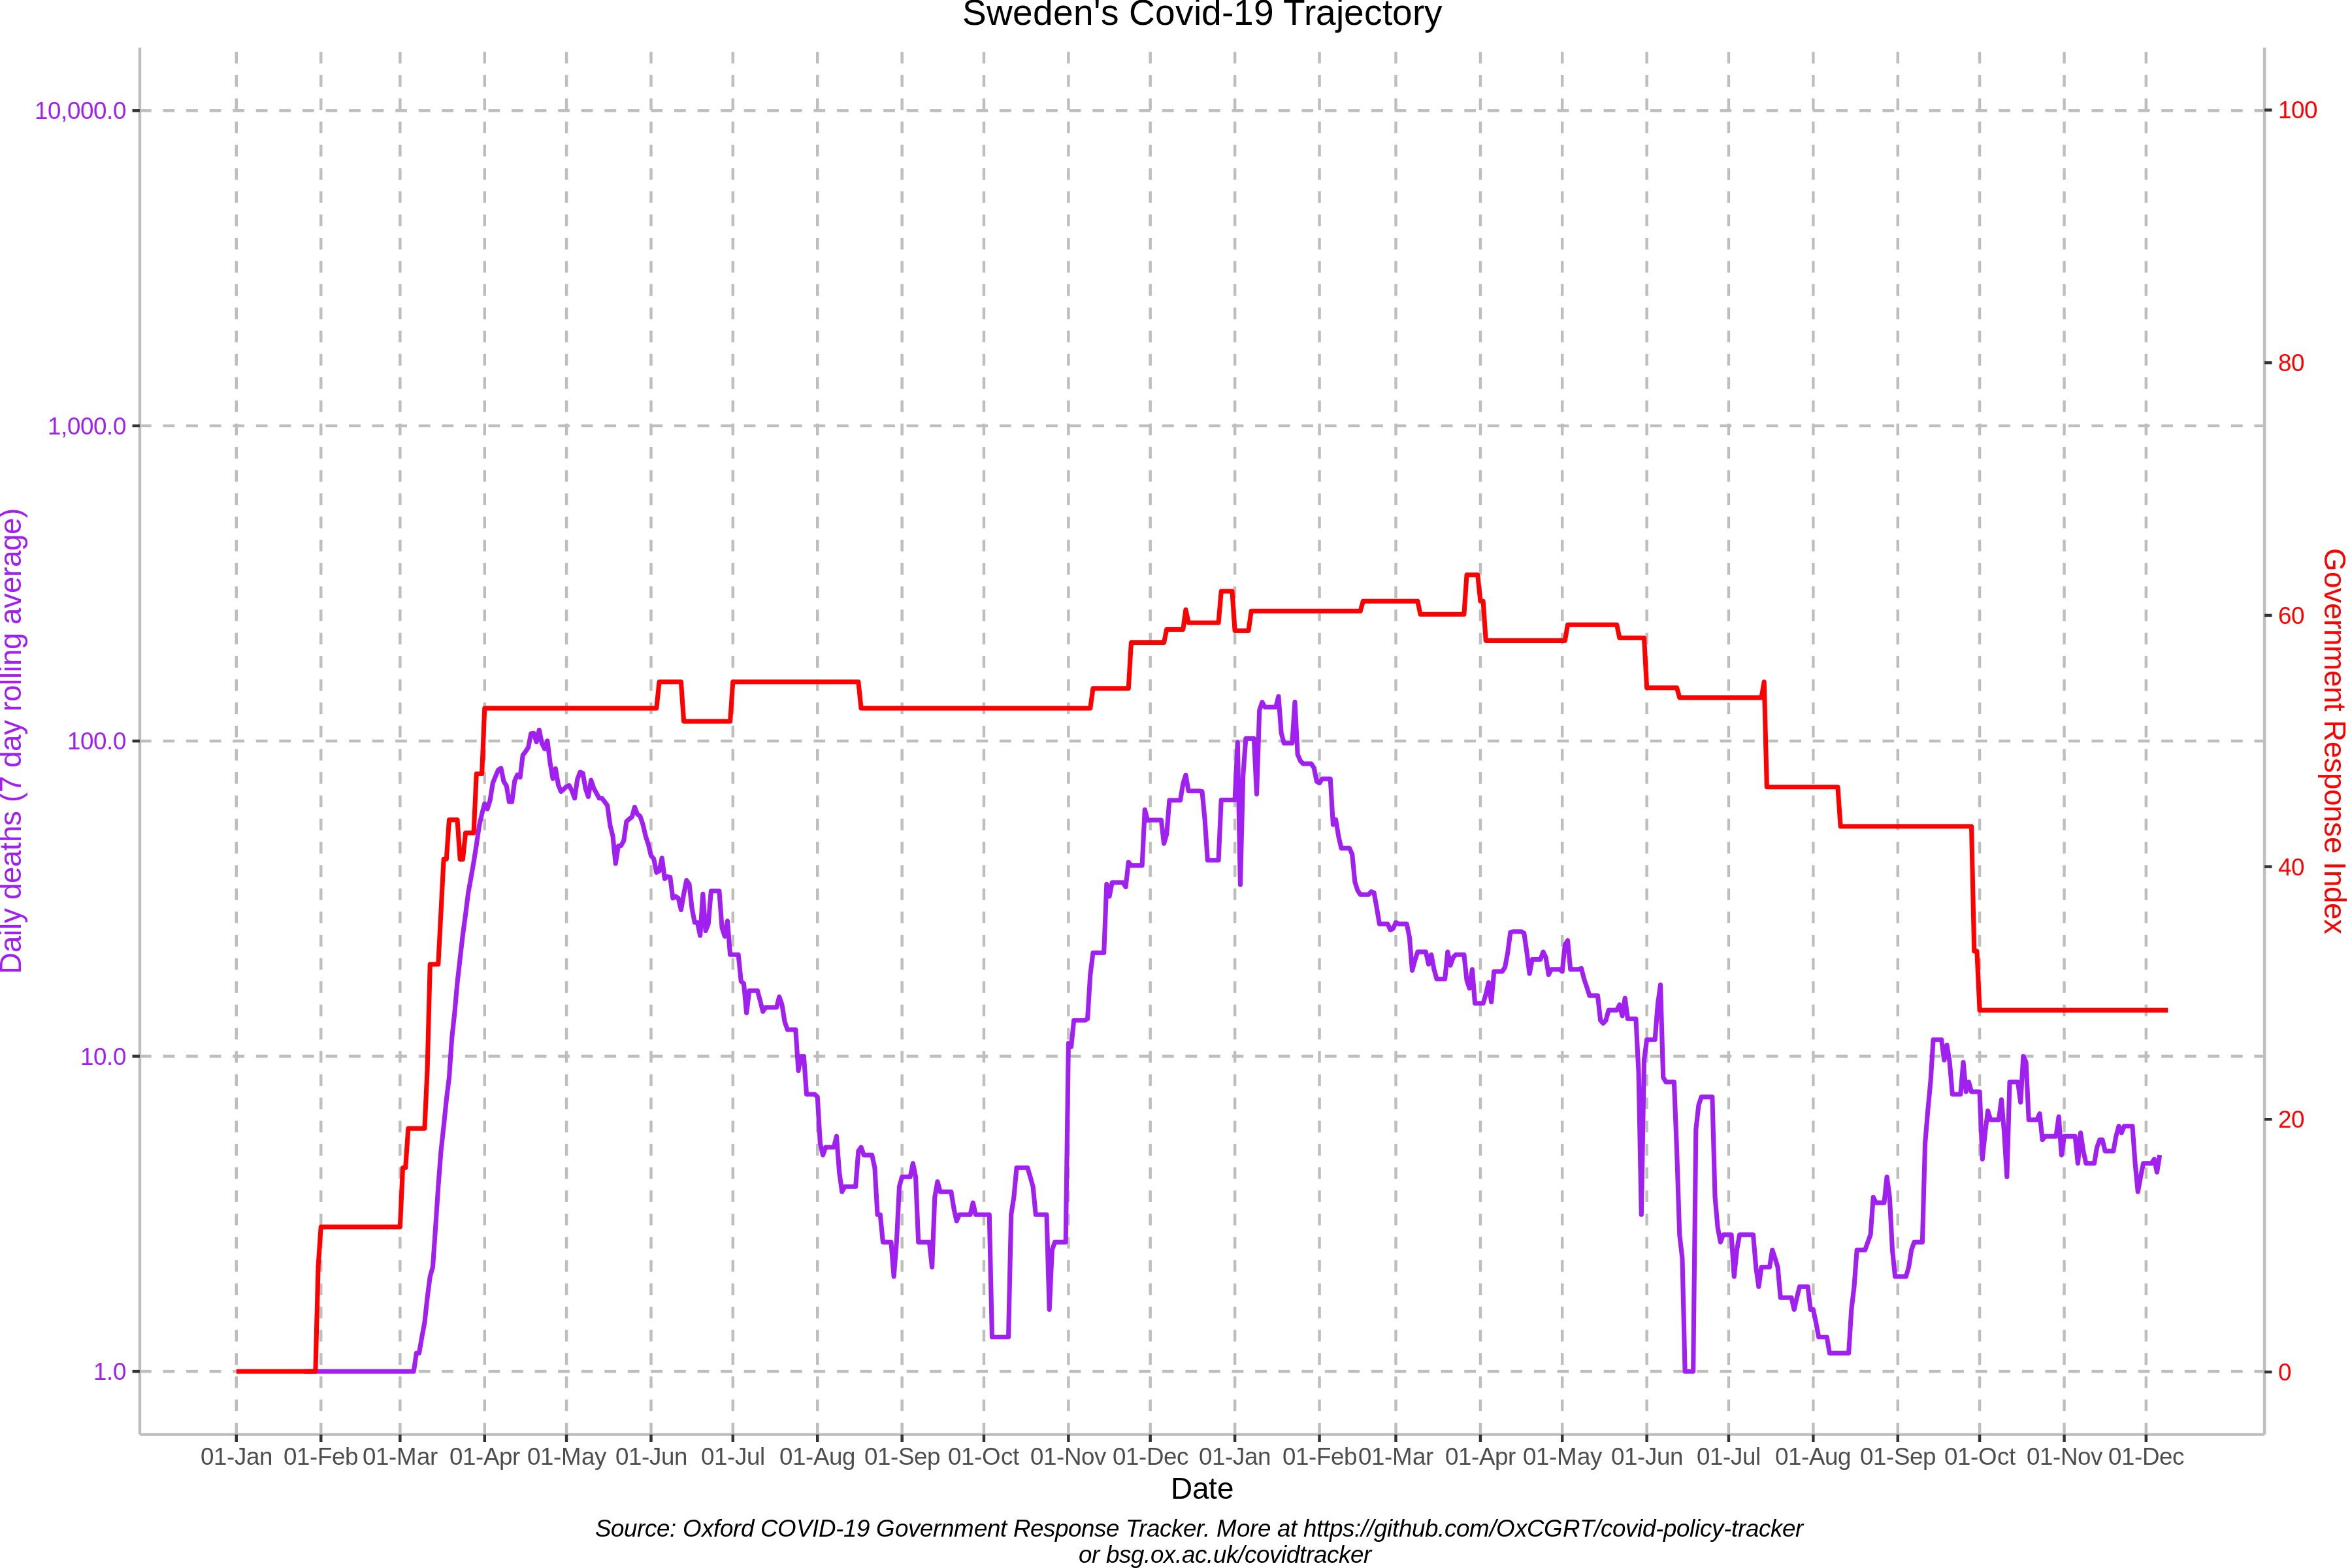 Sweden's Covid-19 Trajectory
10,000.0
1,000.0
100.0
10.0
1.0
Daily deaths (7 day rolling average)
100
80
60
40
20
0
Government Response Index
01-Jan 01-Feb 01-Mar 01-Apr 01-May 01-Jun 01-Jul 01-Aug 01-Sep 01-Oct 01-Nov 01-Dec 01-Jan 01-Feb 01-Mar 01-Apr 01-May 01-Jun 01-Jul 01-Aug 01-Sep 01-Oct 01-Nov 01-Dec
Date
Source: Oxford COVID-19 Government Response Tracker. More at https://github.com/OxCGRT/covid-policy-tracker
or bsg.ox.ac.uk/covidtracker